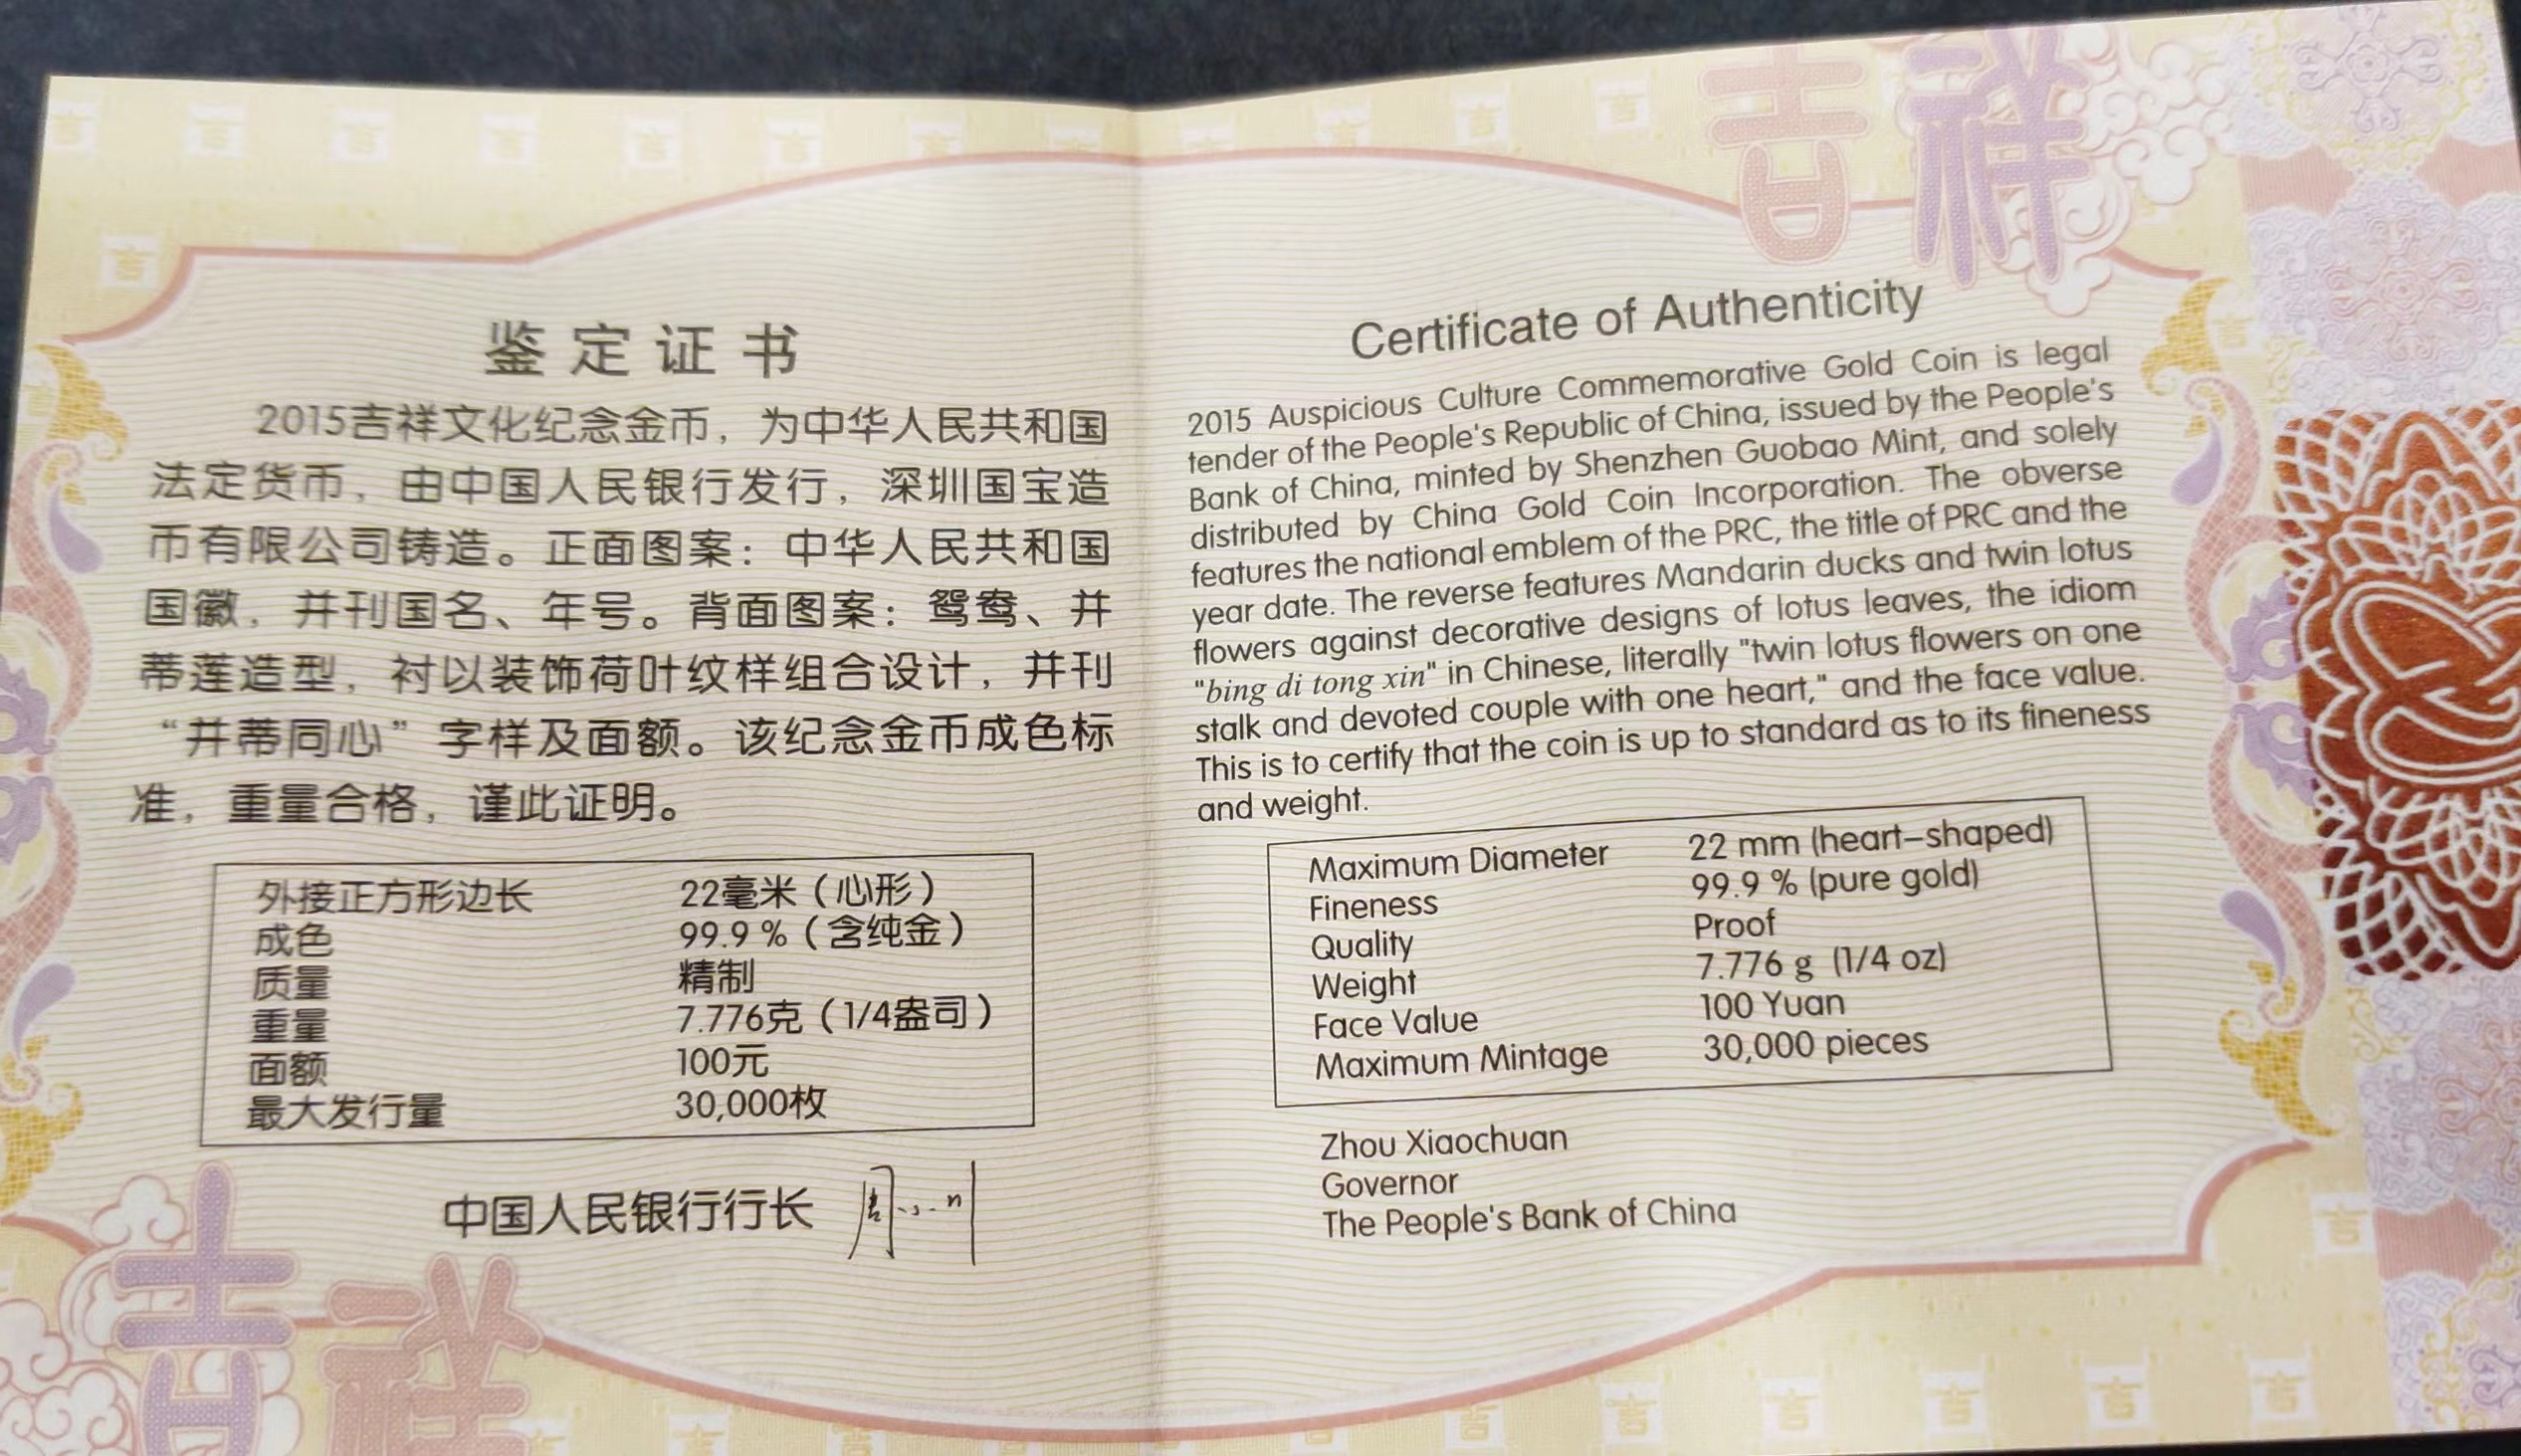 鉴定证书
2015吉祥文化纪念金币，为中华人民共和国
法定货币，由中国人民银行发行，深圳国宝造
币有限公司铸造。正面图案：中华人民共和国
国徽，并刊国名、年号。背面图案：鸳鸯、并
蒂莲造型，衬以装饰荷叶纹样组合设计，并刊
“并蒂同心”字样及面额。该纪念金币成色标
准，重量合格，谨此证明。
外接正方形边长 22毫米（心形）
成色 99.9％（含纯金）
质量 精制
重量 7.776克（1/4盎司）
面额 100元
最大发行量 30,000枚
中国人民银行行长
吉祥
吉祥
Certificate of Authenticity
2015 Auspicious Culture Commemorative Gold Coin is legal
tender of the People's Republic of China, issued by the People's
Bank of China, minted by Shenzhen Guobao Mint, and solely
distributed by China Gold Coin Incorporation. The obverse
features the national emblem of the PRC, the title of PRC and the
year date. The reverse features Mandarin ducks and twin lotus
flowers against decorative designs of lotus leaves, the idiom
"bing di tong xin" in Chinese, literally "twin lotus flowers on one
stalk and devoted couple with one heart," and the face value.
This is to certify that the coin is up to standard as to its fineness
and weight.
Maximum Diameter 22 mm (heart-shaped)
Fineness 99.9 % (pure gold)
Quality Proof
Weight 7.776 g (1/4 oz)
Face Value 100 Yuan
Maximum Mintage 30,000 pieces
Zhou Xiaochuan
Governor
The People's Bank of China